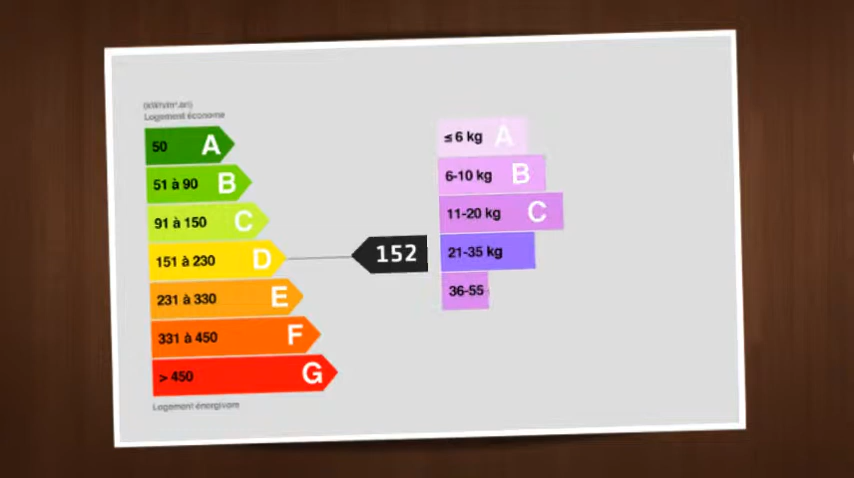 (kWh/m².an)
Logement économe
50 A
51 à 90 B
91 à 150 C
151 à 230 D
231 à 330 E
331 à 450 F
> 450 G
Logement énergivore
152
≤ 6 kg A
6-10 kg B
11-20 kg C
21-35 kg
36-55